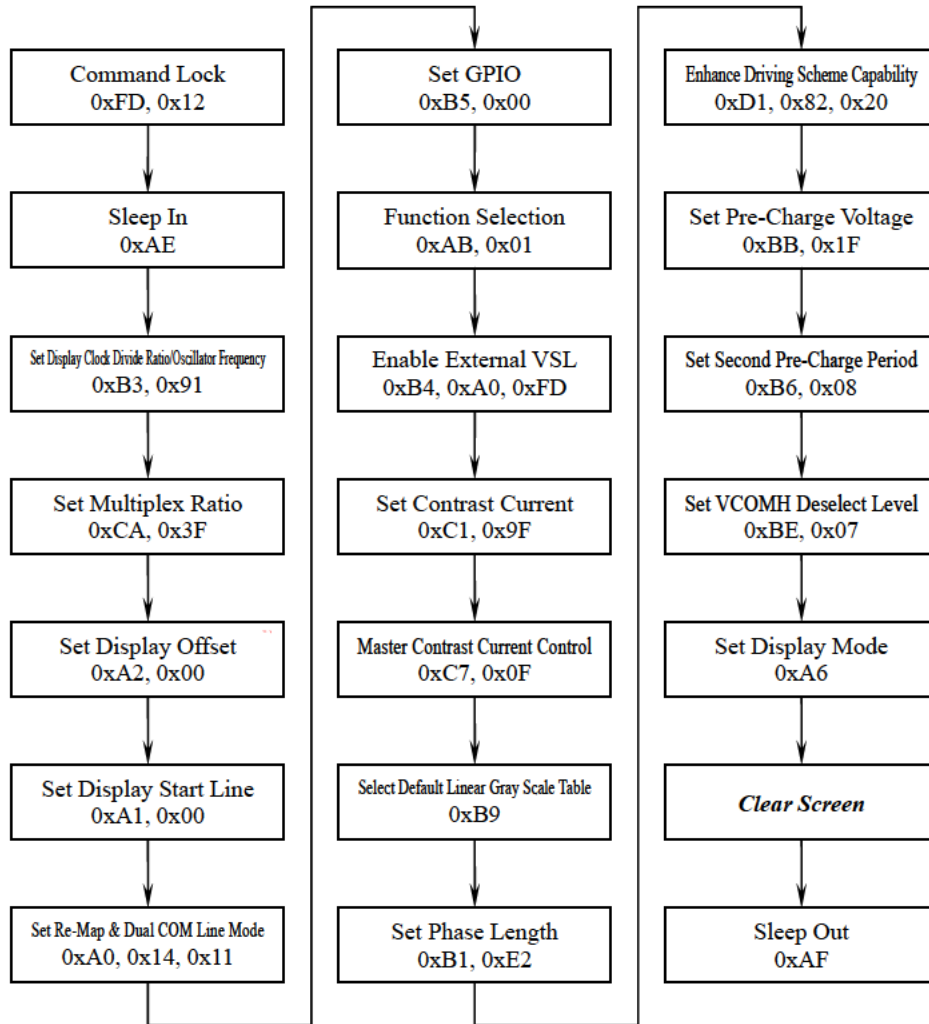 Command Lock
0xFD, 0x12
Sleep In
0xAE
Set Display Clock Divide Ratio/Oscillator Frequency
0xB3, 0x91
Set Multiplex Ratio
0xCA, 0x3F
Set Display Offset
0xA2, 0x00
Set Display Start Line
0xA1, 0x00
Set Re-Map & Dual COM Line Mode
0xA0, 0x14, 0x11
Set GPIO
0xB5, 0x00
Function Selection
0xAB, 0x01
Enable External VSL
0xB4, 0xA0, 0xFD
Set Contrast Current
0xC1, 0x9F
Master Contrast Current Control
0xC7, 0x0F
Select Default Linear Gray Scale Table
0xB9
Set Phase Length
0xB1, 0xE2
Enhance Driving Scheme Capability
0xD1, 0x82, 0x20
Set Pre-Charge Voltage
0xBB, 0x1F
Set Second Pre-Charge Period
0xB6, 0x08
Set VCOMH Deselect Level
0xBE, 0x07
Set Display Mode
0xA6
Clear Screen
Sleep Out
0xAF